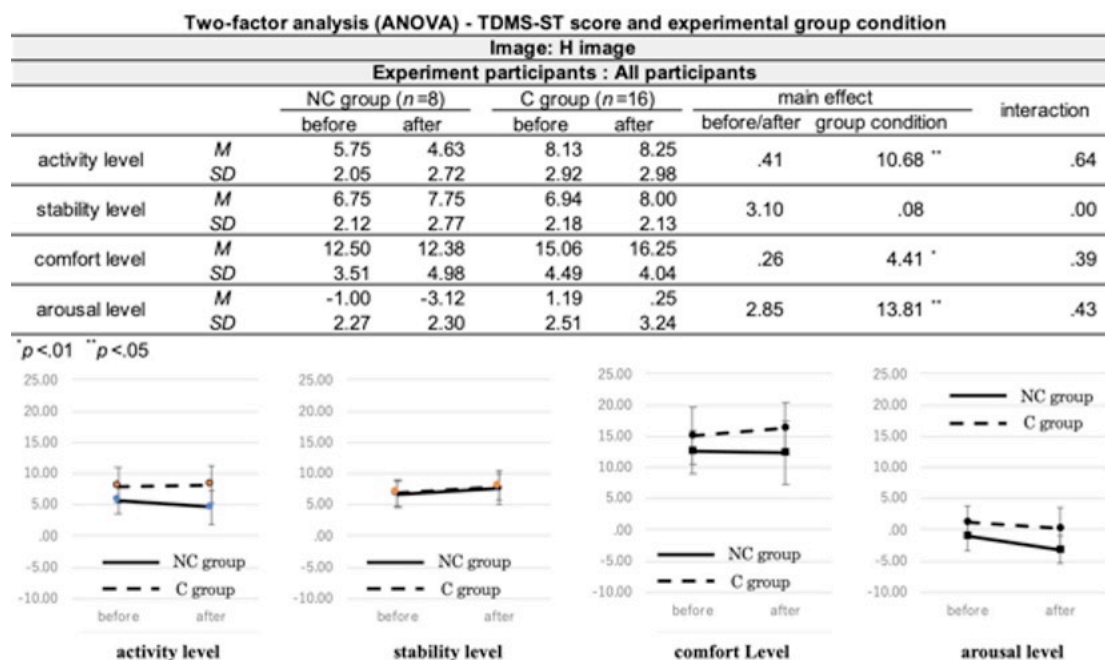 Two-factor analysis (ANOVA) - TDMS-ST score and experimental group condition
Image: H image
Experiment participants : All participants
NC group (n=8) C group (n=16) main effect interaction
before after before after before/after group condition
activity level M 5.75 4.63 8.13 8.25 .41 10.68 ** .64
SD 2.05 2.72 2.92 2.98
stability level M 6.75 7.75 6.94 8.00 3.10 .08 .00
SD 2.12 2.77 2.18 2.13
comfort level M 12.50 12.38 15.06 16.25 .26 4.41 * .39
SD 3.51 4.98 4.49 4.04
arousal level M -1.00 -3.12 1.19 .25 2.85 13.81 ** .43
SD 2.27 2.30 2.51 3.24
*p<.01 **p<.05
25.00
20.00
15.00
10.00
5.00
.00
-5.00
-10.00
NC group
C group
before after
activity level
25.00
20.00
15.00
10.00
5.00
.00
-5.00
-10.00
NC group
C group
before after
stability level
25.00
20.00
15.00
10.00
5.00
.00
-5.00
-10.00
NC group
C group
before after
comfort Level
25.00
20.00
15.00
10.00
5.00
.00
-5.00
-10.00
NC group
C group
before after
arousal level